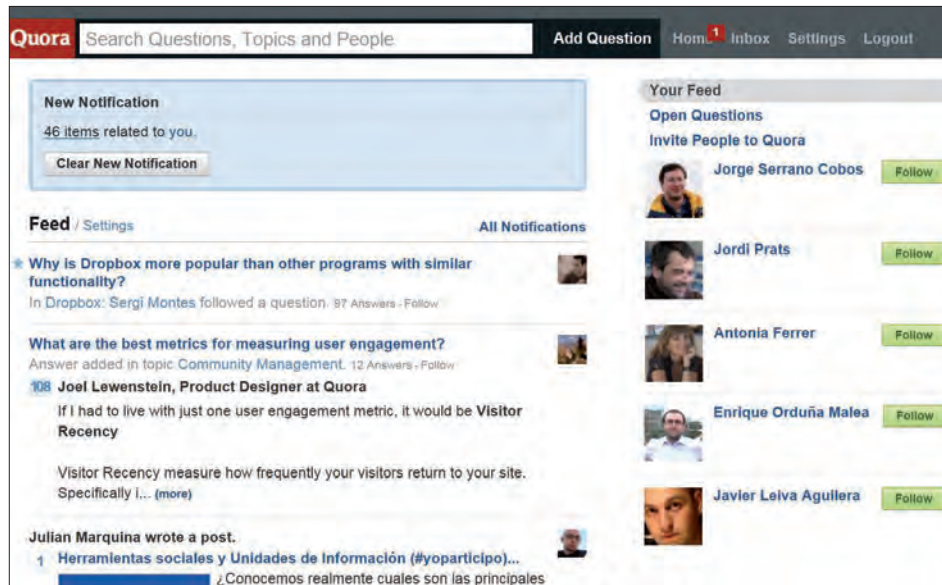 Quora Search Questions, Topics and People Add Question Home 1 Inbox Settings Logout
New Notification
46 items related to you.
Clear New Notification
Feed / Settings All Notifications
Why is Dropbox more popular than other programs with similar
functionality?
In Dropbox: Sergi Montes followed a question. 97 Answers · Follow
What are the best metrics for measuring user engagement?
Answer added in topic Community Management. 12 Answers · Follow
108 Joel Lewenstein, Product Designer at Quora
If I had to live with just one user engagement metric, it would be Visitor
Recency
Visitor Recency measure how frequently your visitors return to your site.
Specifically i... (more)
Julian Marquina wrote a post.
1 Herramientas sociales y Unidades de Información (#yoparticipo)...
¿Conocemos realmente cuales son las principales
Your Feed
Open Questions
Invite People to Quora
Jorge Serrano Cobos Follow
Jordi Prats Follow
Antonia Ferrer Follow
Enrique Orduña Malea Follow
Javier Leiva Aguilera Follow